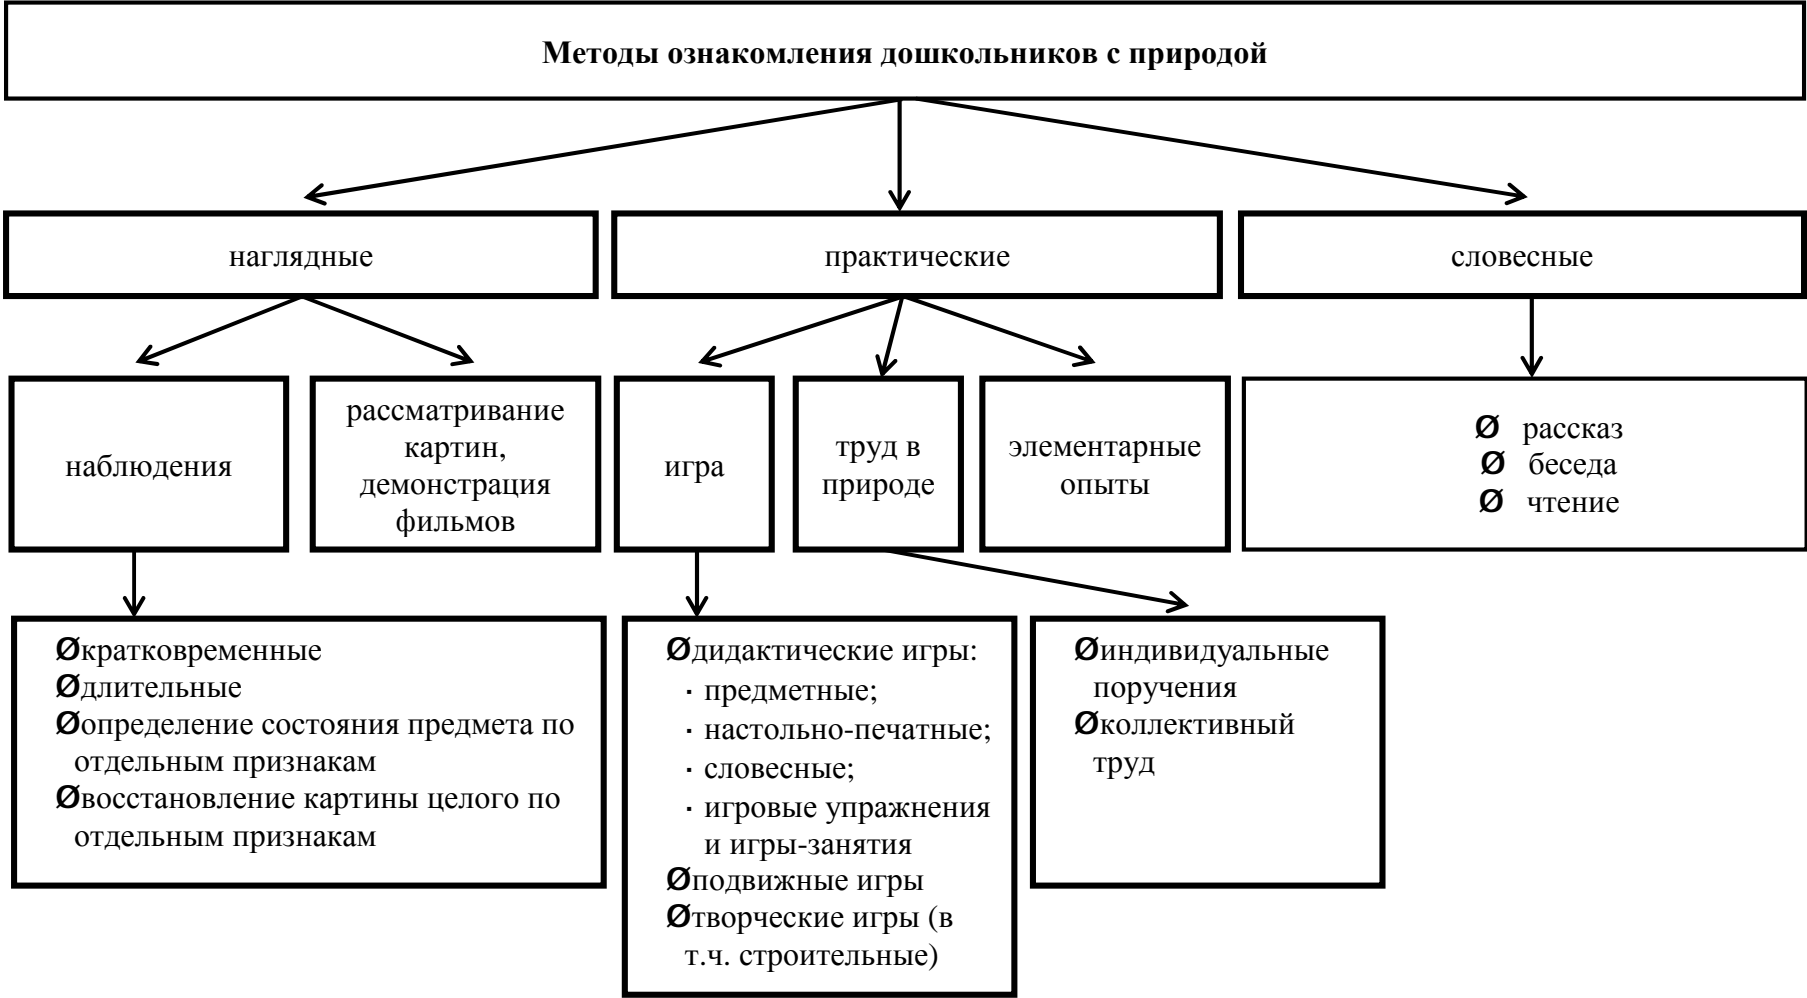 Методы ознакомления дошкольников с природой
наглядные
практические
словесные
наблюдения
рассматривание
картин,
демонстрация
фильмов
игра
труд в
природе
элементарные
опыты
Ø рассказ
Ø беседа
Ø чтение
Øкратковременные
Øдлительные
Øопределение состояния предмета по
отдельным признакам
Øвосстановление картины целого по
отдельным признакам
Øдидактические игры:
· предметные;
· настольно-печатные;
· словесные;
· игровые упражнения
и игры-занятия
Øподвижные игры
Øтворческие игры (в
т.ч. строительные)
Øиндивидуальные
поручения
Øколлективный
труд